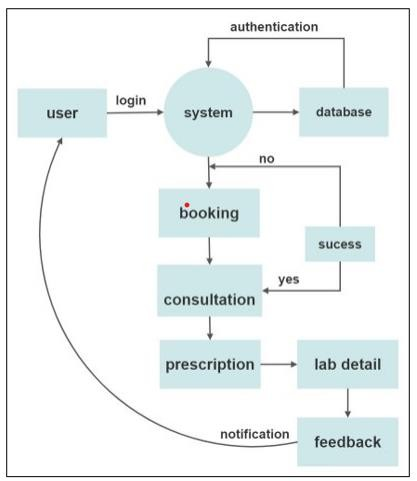 authentication
login
user
system
database
no
booking
sucess
yes
consultation
prescription
lab detail
notification
feedback